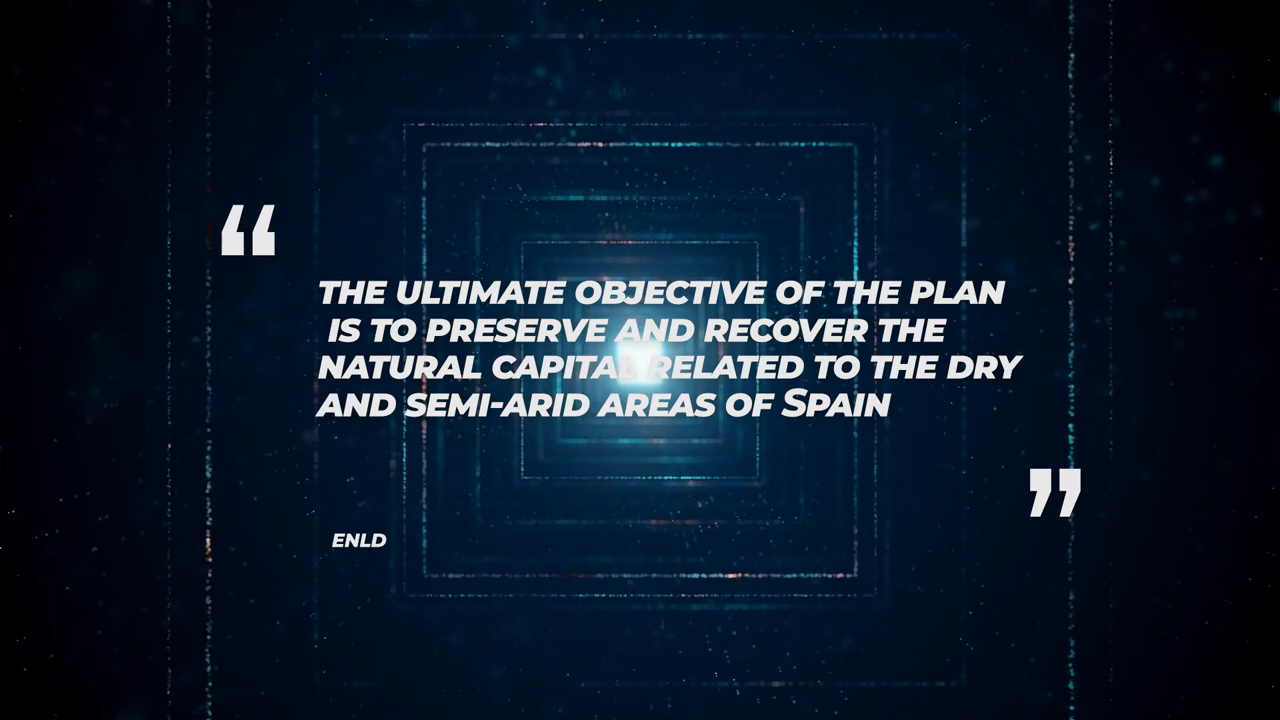 “
THE ULTIMATE OBJECTIVE OF THE PLAN
IS TO PRESERVE AND RECOVER THE
NATURAL CAPITAL RELATED TO THE DRY
AND SEMI-ARID AREAS OF SPAIN
”
ENLD